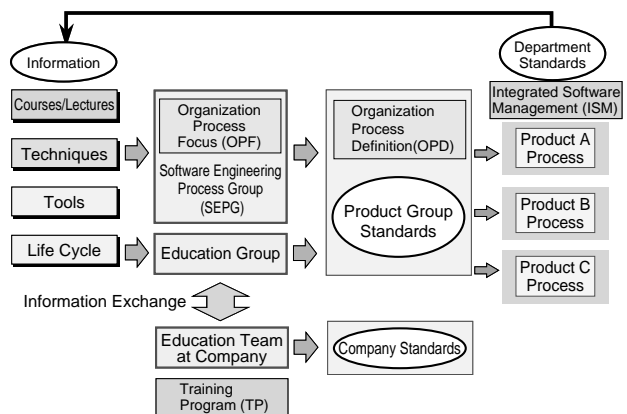 Information
Courses/Lectures
Techniques
Tools
Life Cycle
Organization
Process
Focus (OPF)
Software Engineering
Process Group
(SEPG)
Education Group
Information Exchange
Education Team
at Company
Training
Program (TP)
Organization
Process
Definition(OPD)
Product Group
Standards
Company Standards
Department
Standards
Integrated Software
Management (ISM)
Product A
Process
Product B
Process
Product C
Process